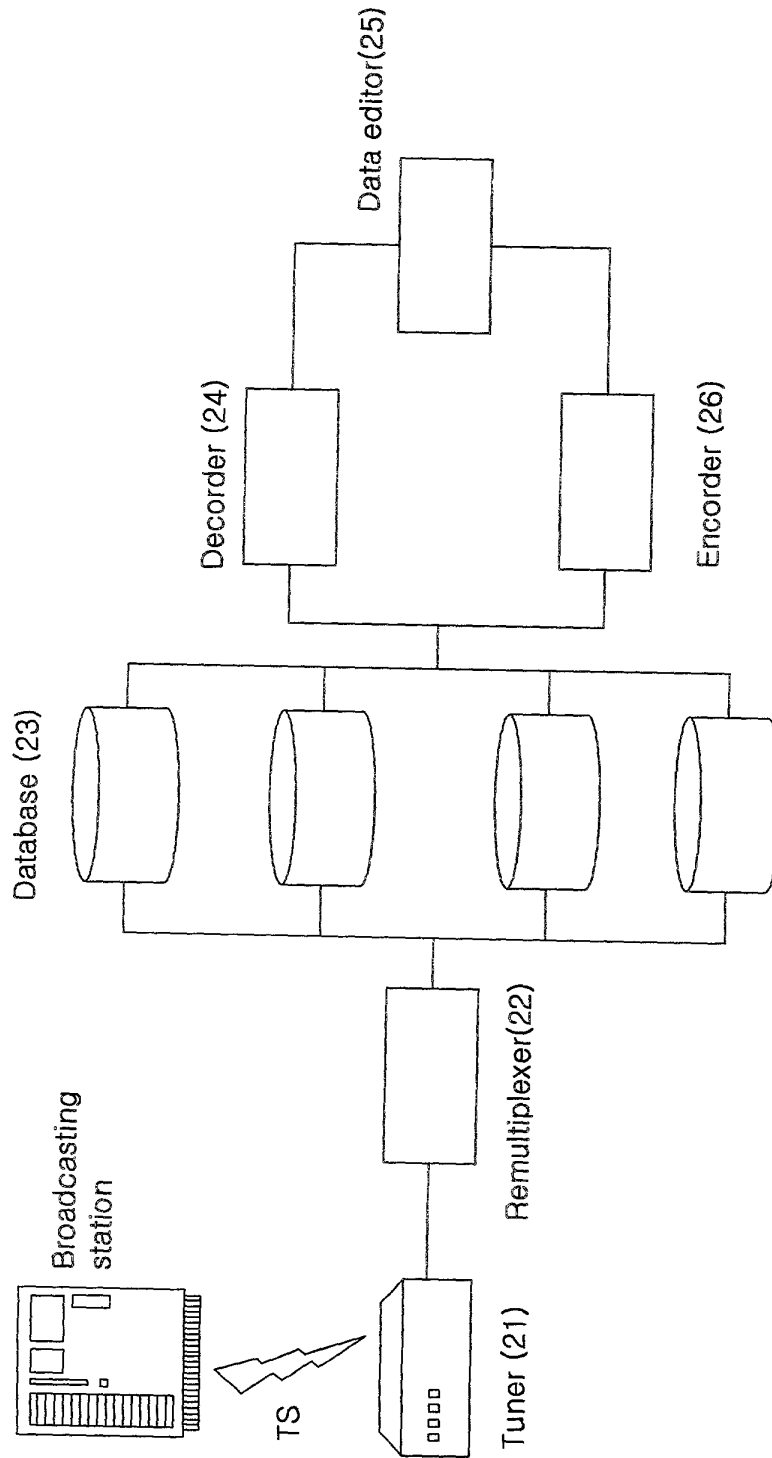 Broadcasting
station
TS
Tuner (21)
Remultiplexer(22)
Database (23)
Decorder (24)
Data editor(25)
Encorder (26)